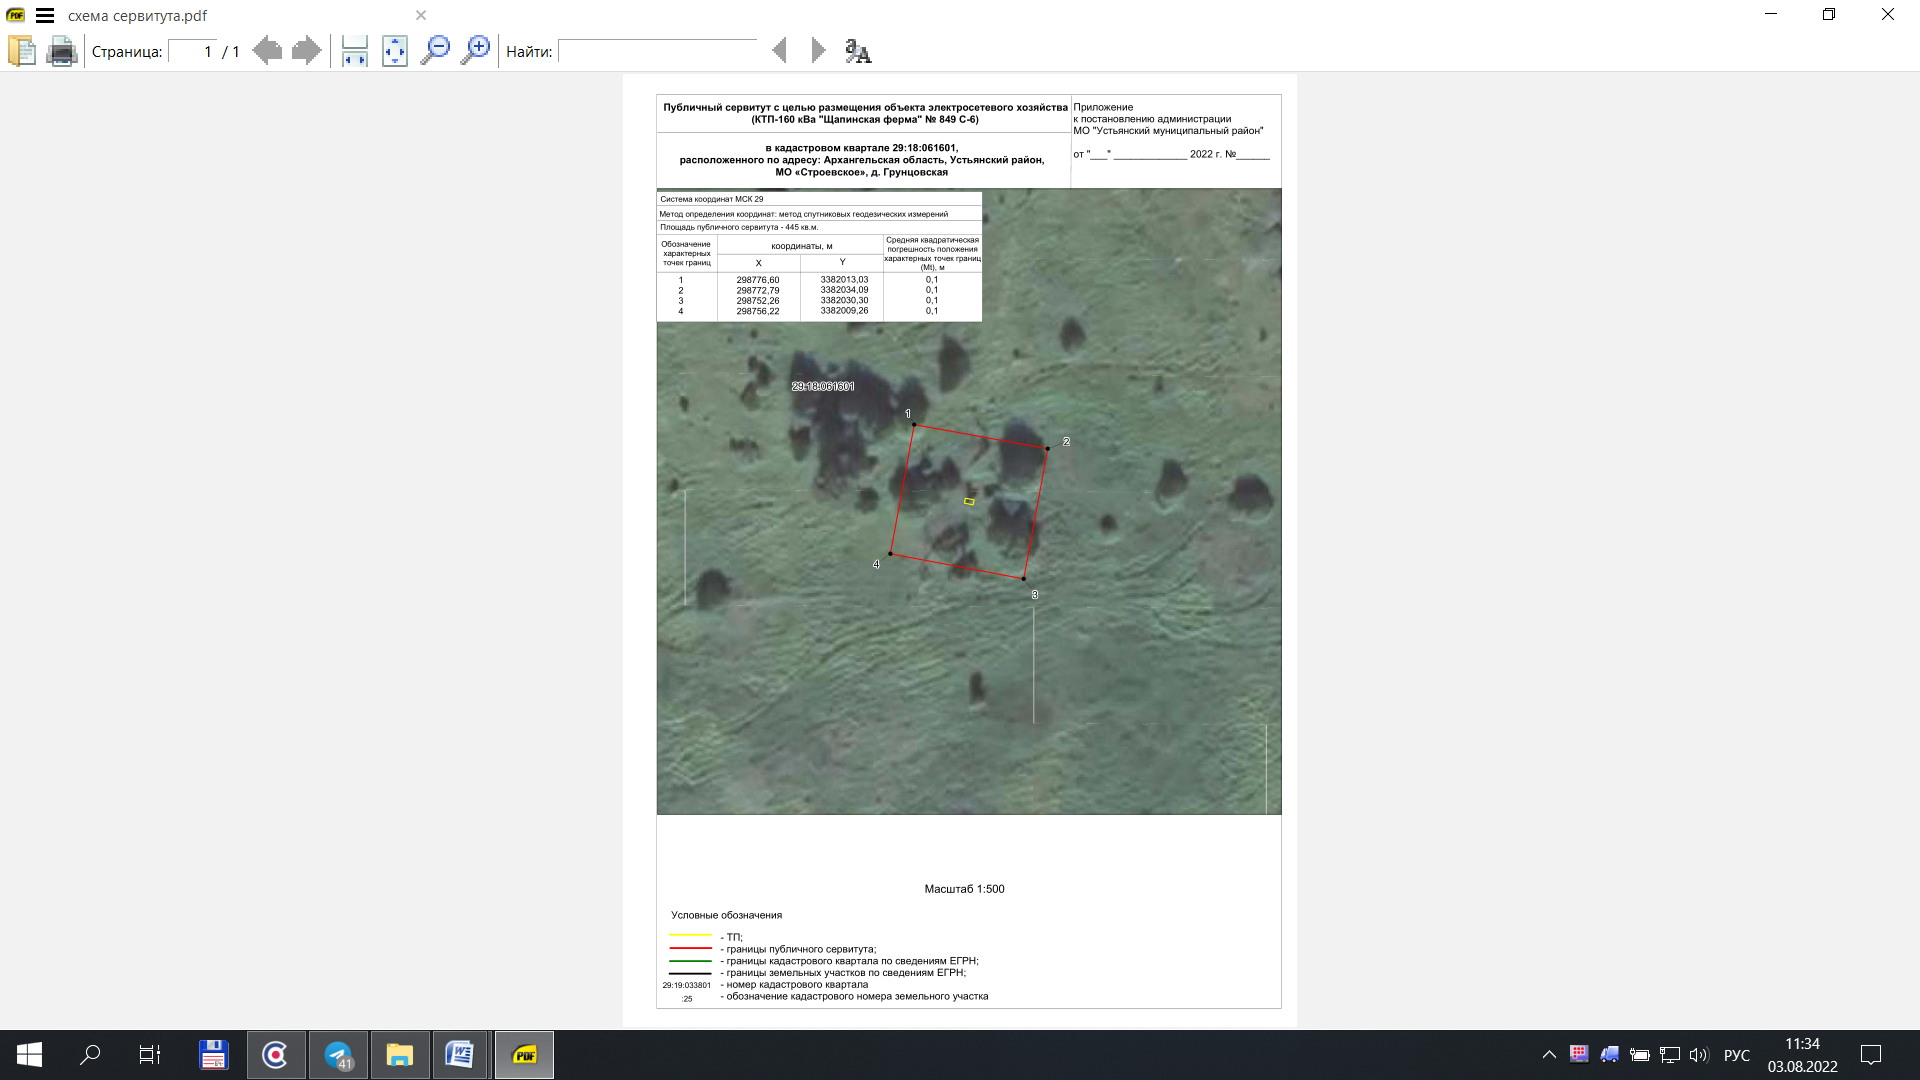 схема сервитута.pdf
Страница: 1 / 1
Найти:
Публичный сервитут с целью размещения объекта электросетевого хозяйства
(КТП-160 кВа "Щапинская ферма" № 849 С-6)
в кадастровом квартале 29:18:061601,
расположенного по адресу: Архангельская область, Устьянский район,
МО «Строевское», д. Грунцовская
Приложение
к постановлению администрации
МО "Устьянский муниципальный район"
от "___" _____________ 2022 г. №______
Система координат МСК 29
Метод определения координат: метод спутниковых геодезических измерений
Площадь публичного сервитута - 445 кв.м.
Обозначение
характерных
точек границ
координаты, м
X
Y
Средняя квадратическая
погрешность положения
характерных точек границ
(Mt), м
1 298776,60 3382013,03 0,1
2 298772,79 3382034,09 0,1
3 298752,26 3382030,30 0,1
4 298756,22 3382009,26 0,1
29:18:061601
1
2
4
3
Масштаб 1:500
Условные обозначения
- ТП;
- границы публичного сервитута;
- границы кадастрового квартала по сведениям ЕГРН;
- границы земельных участков по сведениям ЕГРН;
29:19:033801 - номер кадастрового квартала
:25 - обозначение кадастрового номера земельного участка
41
PDF
РУС
11:34
03.08.2022